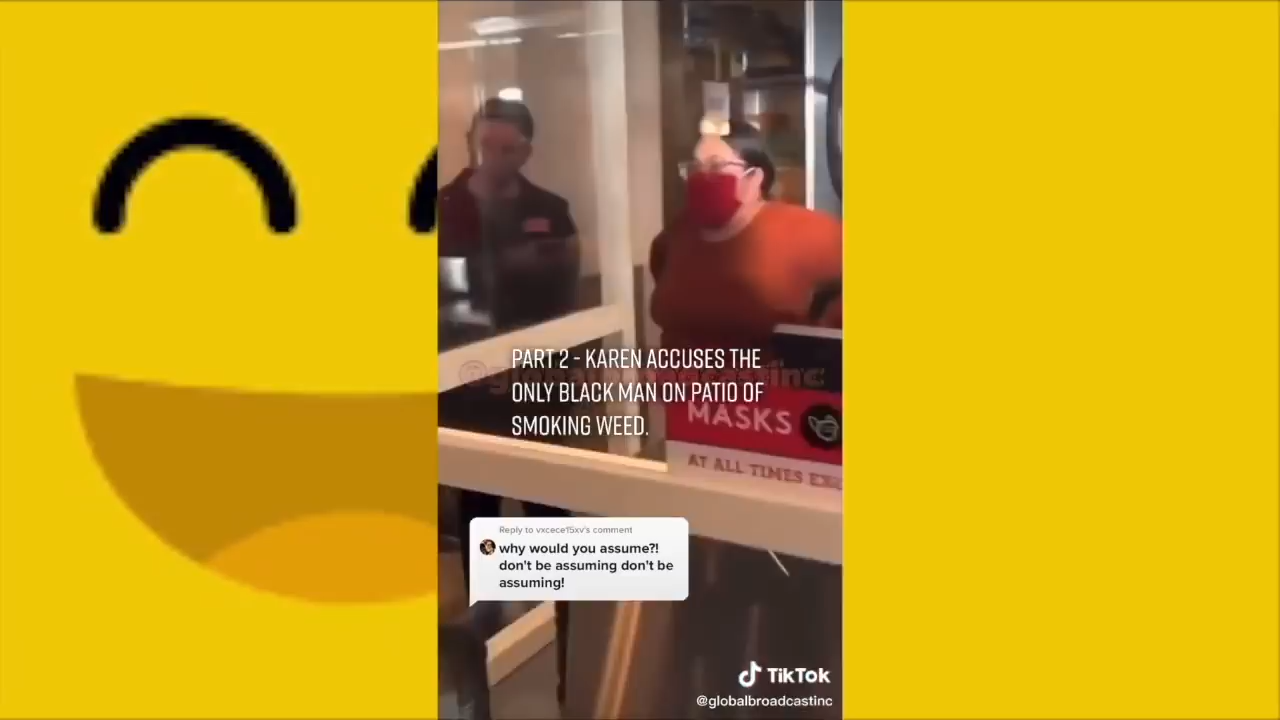 PART 2 - KAREN ACCUSES THE
ONLY BLACK MAN ON PATIO OF
SMOKING WEED.
MASKS
AT ALL TIMES
Reply to vxcece15xv's comment
why would you assume?!
don't be assuming don't be
assuming!
TikTok
@globalbroadcastinc